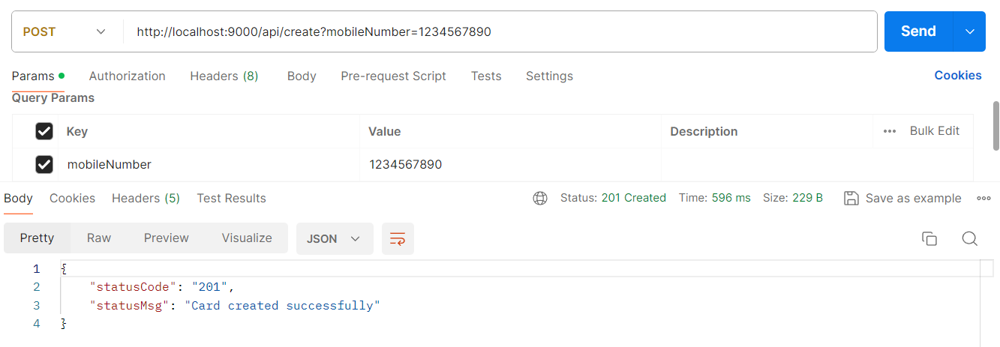 POST http://localhost:9000/api/create?mobileNumber=1234567890 Send
Params Authorization Headers (8) Body Pre-request Script Tests Settings Cookies
Query Params
Key Value Description Bulk Edit
mobileNumber 1234567890
Body Cookies Headers (5) Test Results Status: 201 Created Time: 596 ms Size: 229 B Save as example
Pretty Raw Preview Visualize JSON
1 {
2 "statusCode": "201",
3 "statusMsg": "Card created successfully"
4 }